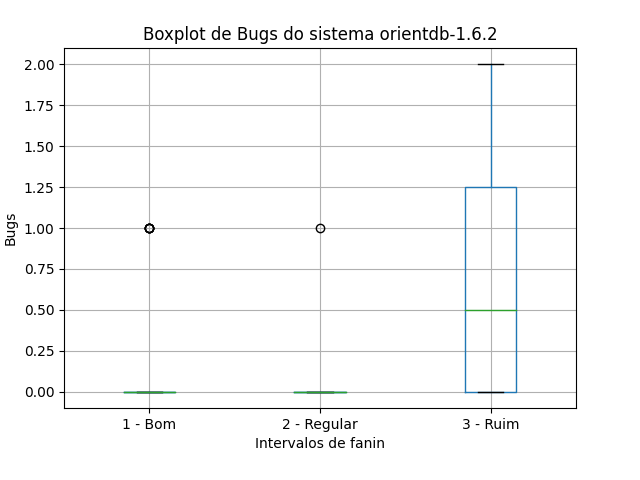 Boxplot de Bugs do sistema orientdb-1.6.2
2.00
1.75
1.50
1.25
1.00
0.75
0.50
0.25
0.00
Bugs
1 - Bom
2 - Regular
3 - Ruim
Intervalos de fanin